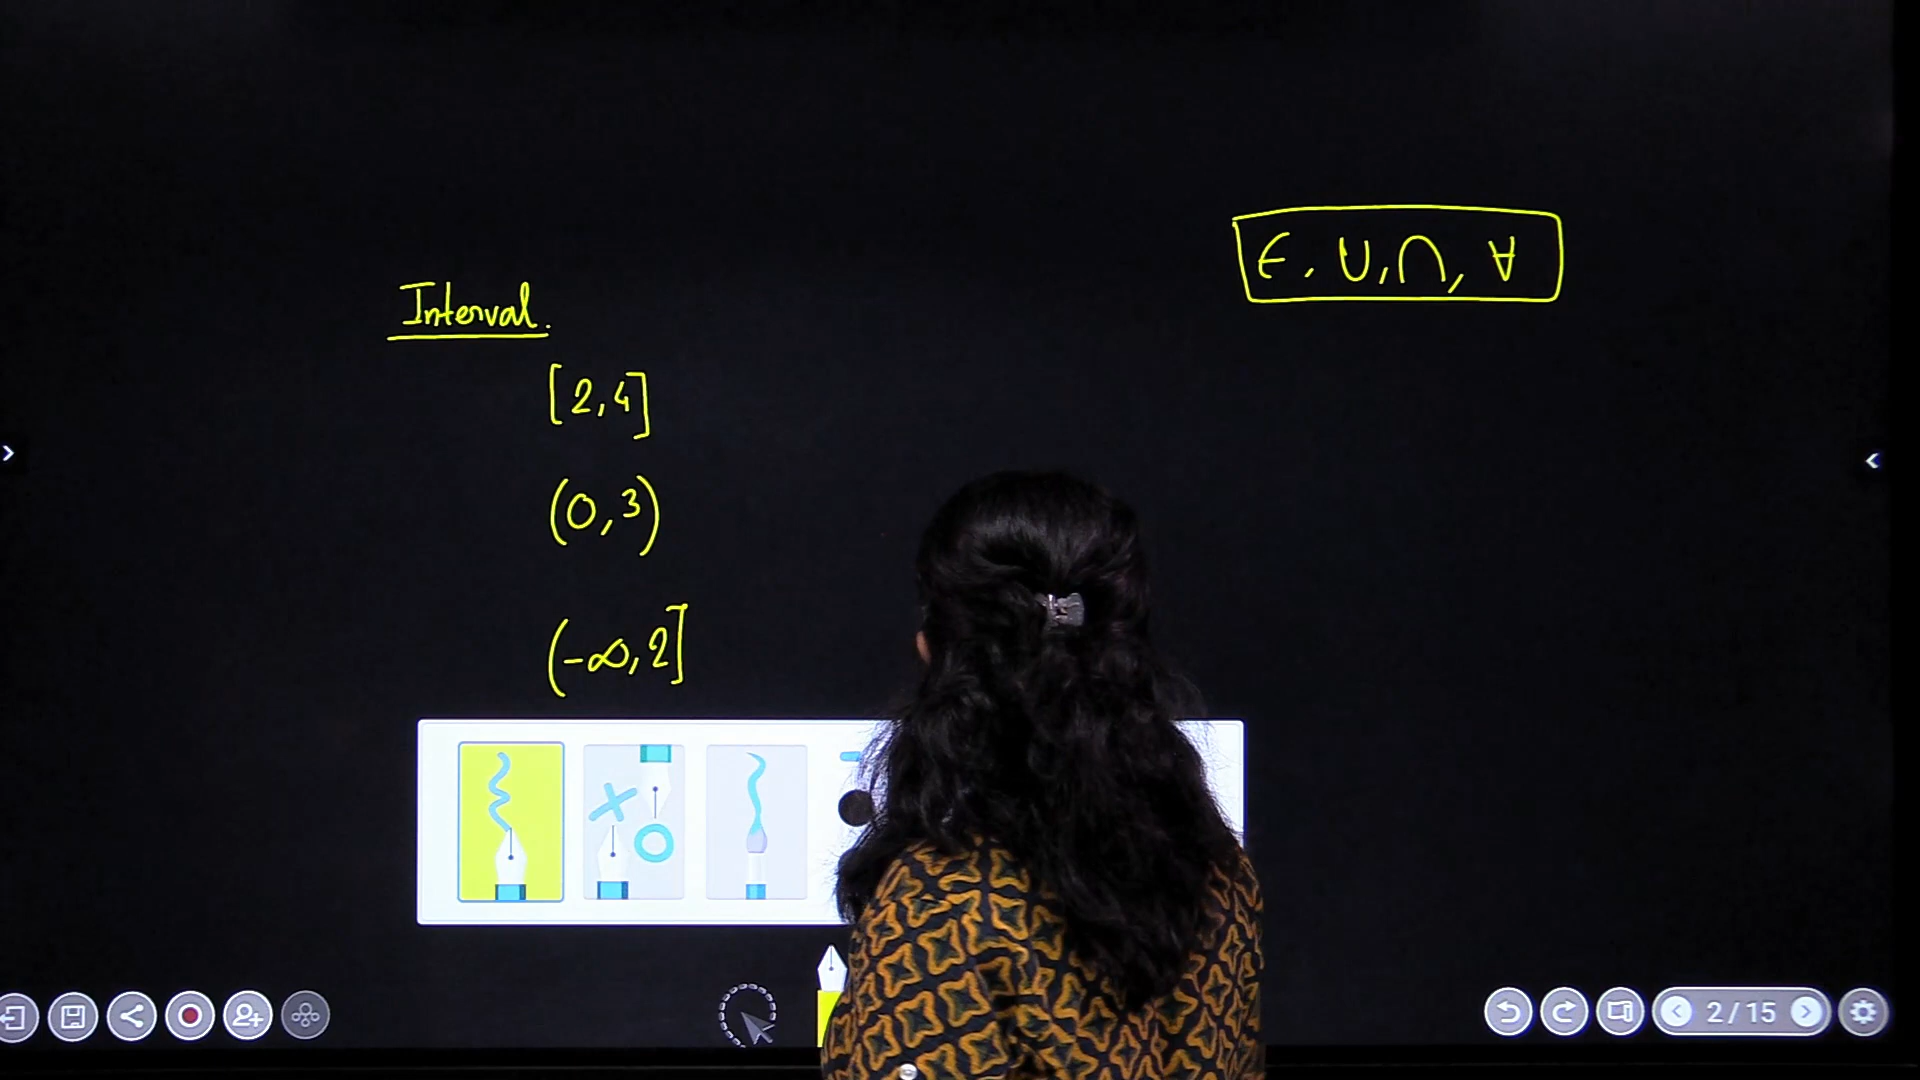 ∈, ∪, ∩, ∀
Interval.
[2,4]
(0,3)
(-∞,2]
2/15